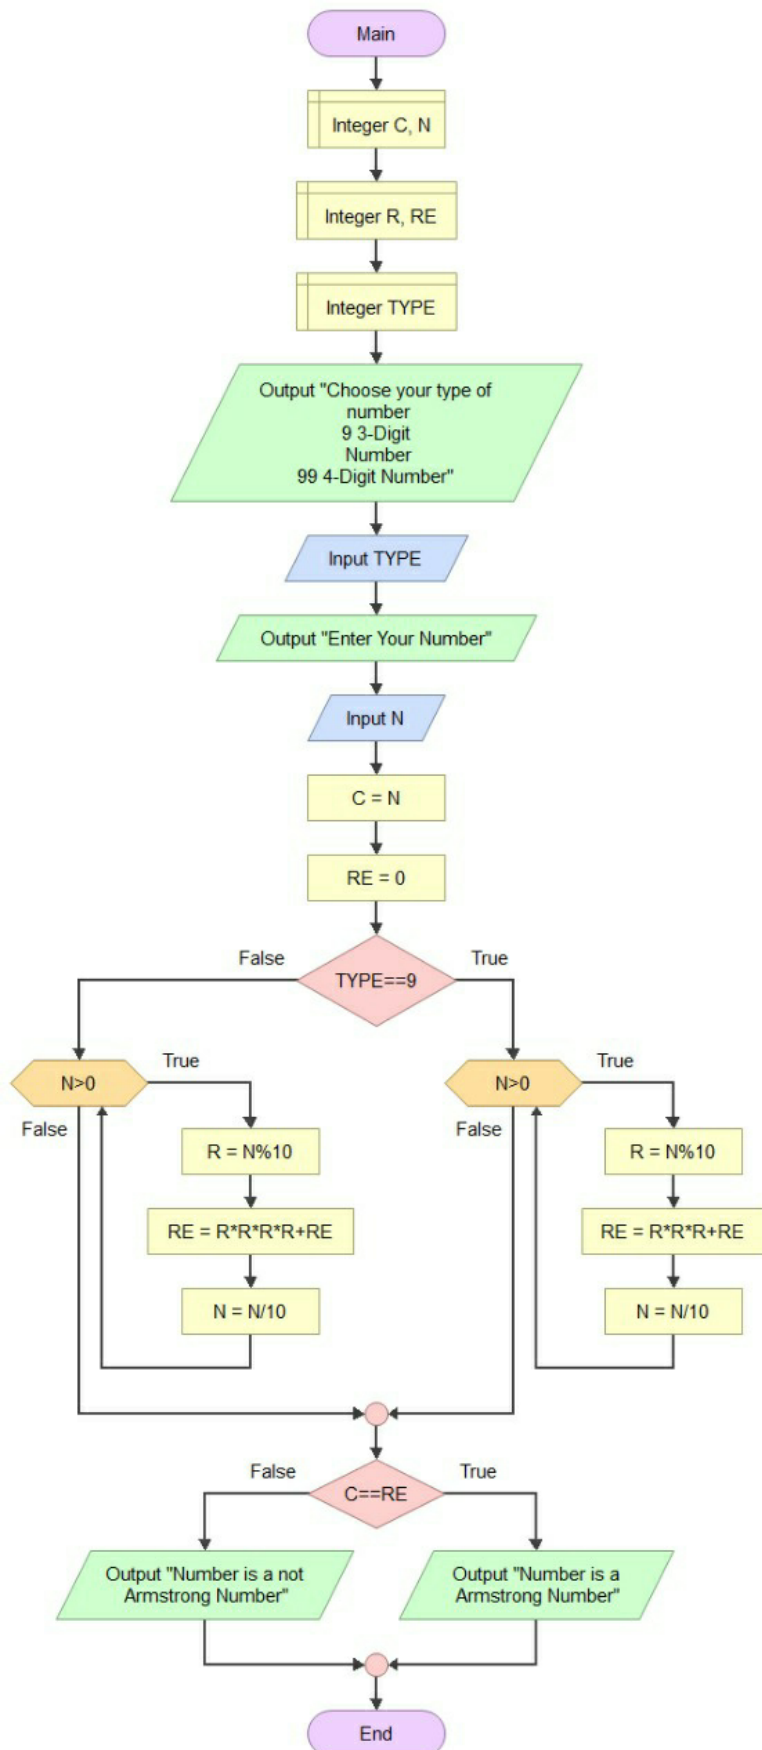 Main
Integer C, N
Integer R, RE
Integer TYPE
Output "Choose your type of
number
9 3-Digit
Number
99 4-Digit Number"
Input TYPE
Output "Enter Your Number"
Input N
C = N
RE = 0
False
True
TYPE==9
N>0
True
False
R = N%10
RE = R*R*R*R+RE
N = N/10
N>0
True
False
R = N%10
RE = R*R*R+RE
N = N/10
False
True
C==RE
Output "Number is a not
Armstrong Number"
Output "Number is a
Armstrong Number"
End